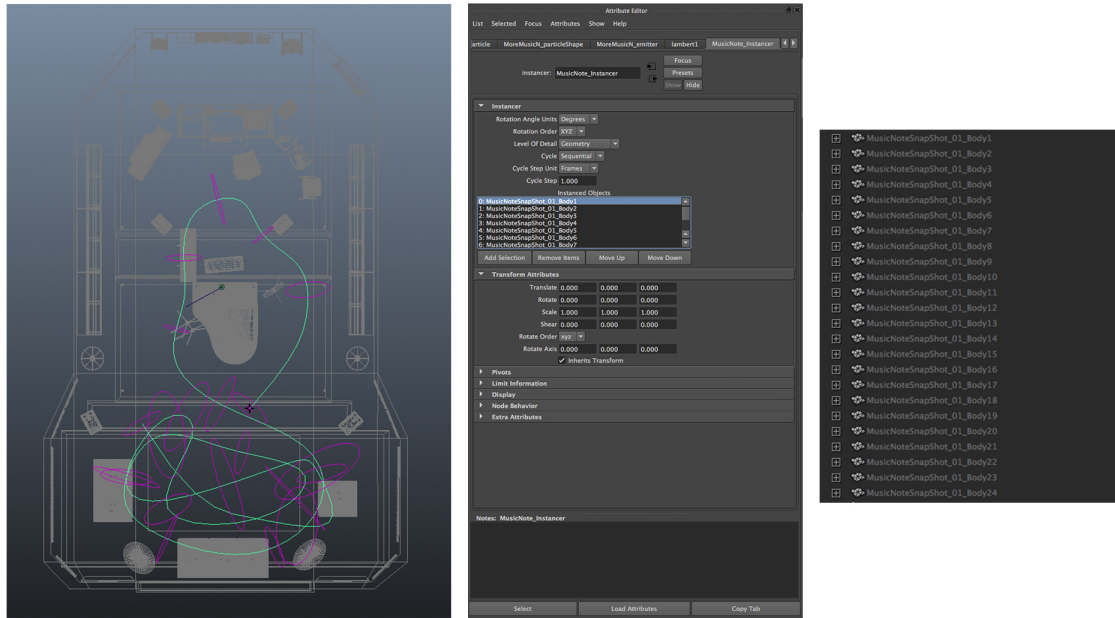 Attribute Editor
List Selected Focus Attributes Show Help
article MoreMusicN_particleShape MoreMusicN_emitter lambert1 MusicNote_Instancer
Focus
instancer: MusicNote_Instancer Presets
Show Hide
Instancer
Rotation Angle Units Degrees
Rotation Order XYZ
Level Of Detail Geometry
Cycle Sequential
Cycle Step Unit Frames
Cycle Step 1.000
Instanced Objects
0: MusicNoteSnapShot_01_Body1
1: MusicNoteSnapShot_01_Body2
2: MusicNoteSnapShot_01_Body3
3: MusicNoteSnapShot_01_Body4
4: MusicNoteSnapShot_01_Body5
5: MusicNoteSnapShot_01_Body6
6: MusicNoteSnapShot_01_Body7
Add Selection Remove Items Move Up Move Down
Transform Attributes
Translate 0.000 0.000 0.000
Rotate 0.000 0.000 0.000
Scale 1.000 1.000 1.000
Shear 0.000 0.000 0.000
Rotate Order xyz
Rotate Axis 0.000 0.000 0.000
Inherits Transform
Pivots
Limit Information
Display
Node Behavior
Extra Attributes
Notes: MusicNote_Instancer
Select Load Attributes Copy Tab
MusicNoteSnapShot_01_Body1
MusicNoteSnapShot_01_Body2
MusicNoteSnapShot_01_Body3
MusicNoteSnapShot_01_Body4
MusicNoteSnapShot_01_Body5
MusicNoteSnapShot_01_Body6
MusicNoteSnapShot_01_Body7
MusicNoteSnapShot_01_Body8
MusicNoteSnapShot_01_Body9
MusicNoteSnapShot_01_Body10
MusicNoteSnapShot_01_Body11
MusicNoteSnapShot_01_Body12
MusicNoteSnapShot_01_Body13
MusicNoteSnapShot_01_Body14
MusicNoteSnapShot_01_Body15
MusicNoteSnapShot_01_Body16
MusicNoteSnapShot_01_Body17
MusicNoteSnapShot_01_Body18
MusicNoteSnapShot_01_Body19
MusicNoteSnapShot_01_Body20
MusicNoteSnapShot_01_Body21
MusicNoteSnapShot_01_Body22
MusicNoteSnapShot_01_Body23
MusicNoteSnapShot_01_Body24